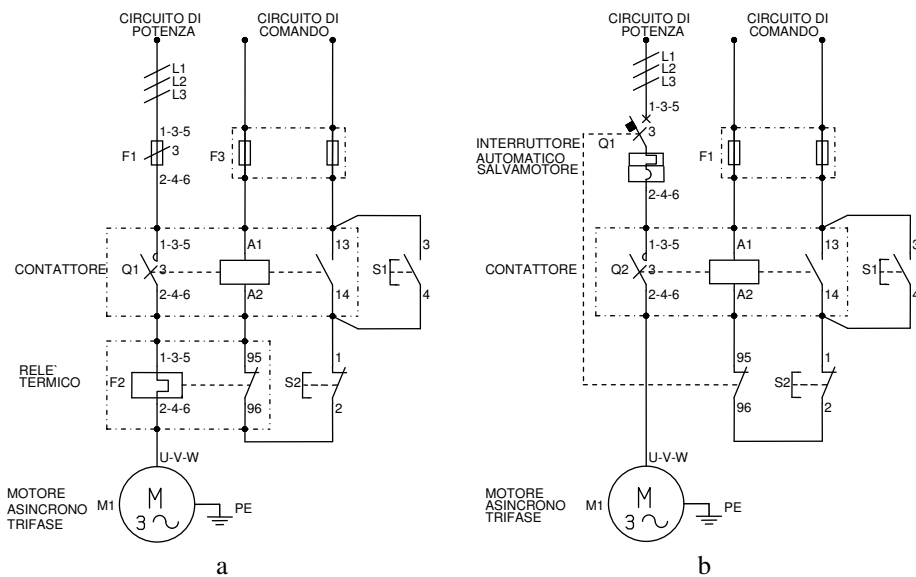 CIRCUITO DI
POTENZA
CIRCUITO DI
COMANDO
L1
L2
L3
1-3-5
F1
3
2-4-6
F3
CONTATTORE
1-3-5
Q1
3
2-4-6
A1
A2
13
14
S1
3
4
RELE`
TERMICO
1-3-5
F2
2-4-6
95
96
S2
1
2
U-V-W
MOTORE
ASINCRONO
TRIFASE
M1
M
3
PE
a
CIRCUITO DI
POTENZA
CIRCUITO DI
COMANDO
L1
L2
L3
1-3-5
Q1
3
INTERRUTTORE
AUTOMATICO
SALVAMOTORE
2-4-6
F1
CONTATTORE
1-3-5
Q2
3
2-4-6
A1
A2
13
14
S1
3
4
95
96
S2
1
2
U-V-W
MOTORE
ASINCRONO
TRIFASE
M1
M
3
PE
b